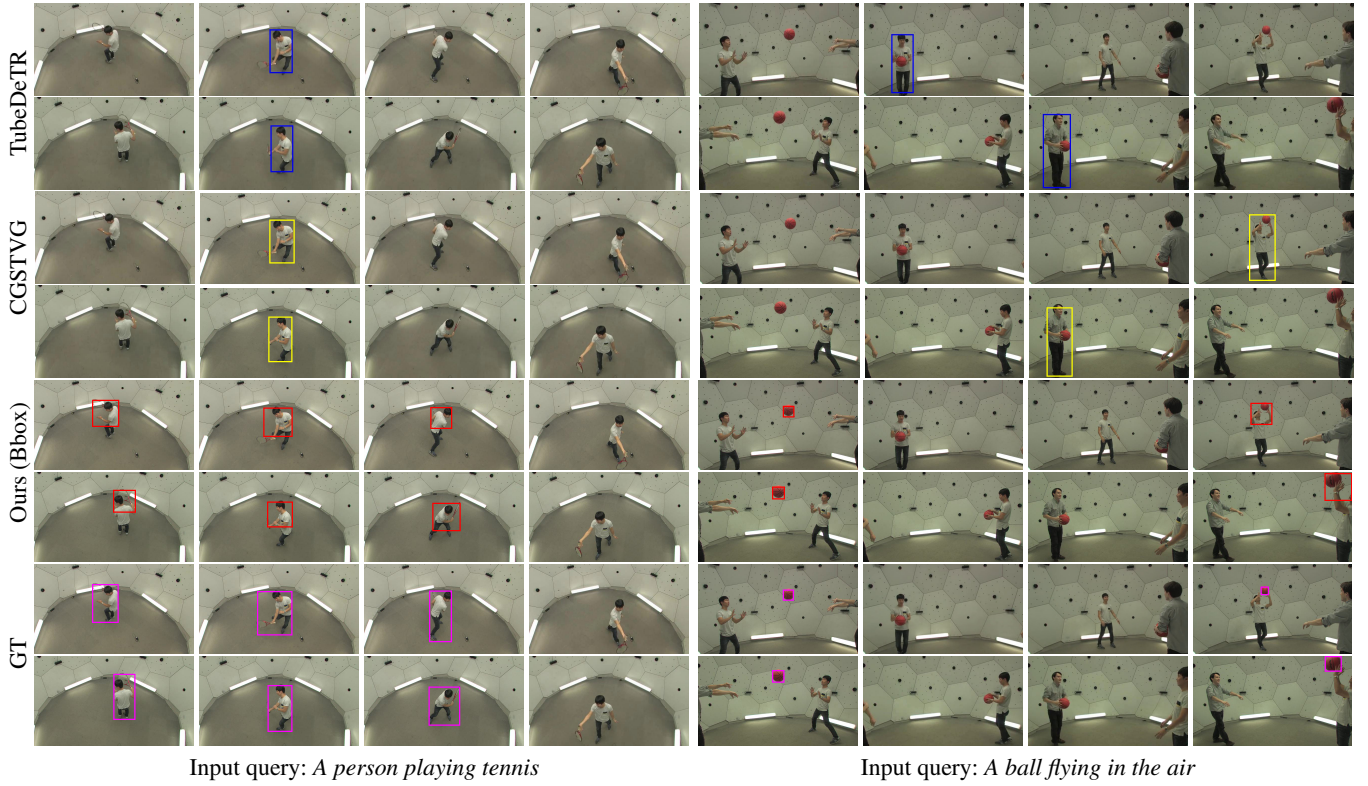 TubeDeTR
CGSTVG
Ours (Bbox)
GT
Input query: A person playing tennis
Input query: A ball flying in the air